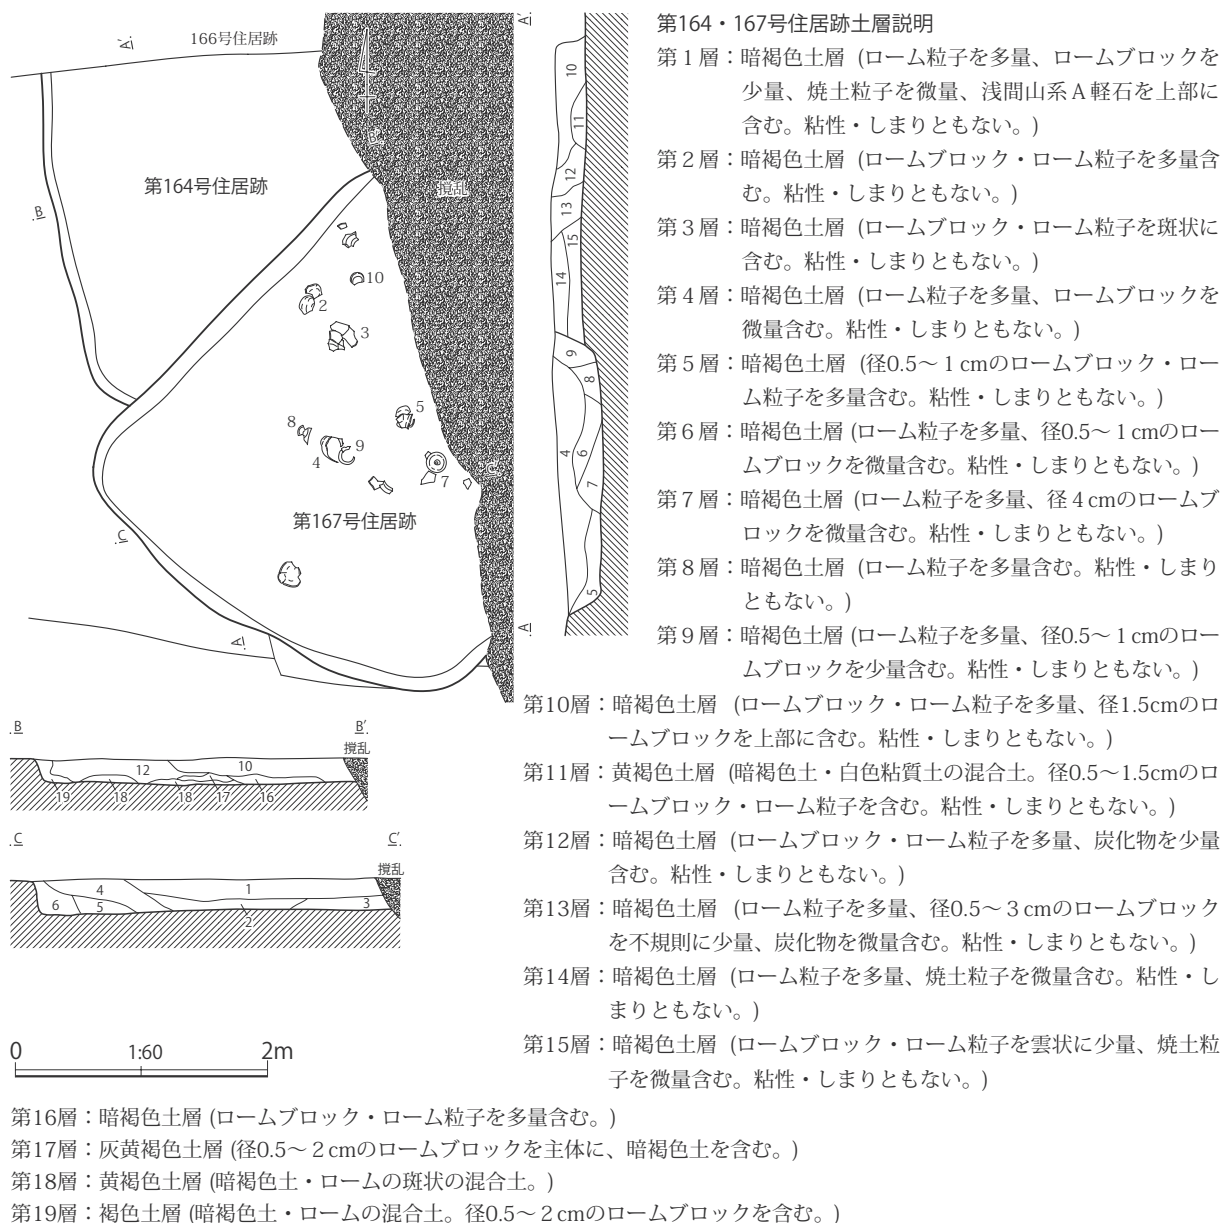 A′
166号住居跡
B′
第164号住居跡
攪乱
B
10
2
3
5
8
9
4
7
C′
第167号住居跡
C
A
A′
10
11
12
13
15
14
9
8
4
6
7
5
A
B
B′
攪乱
12
10
19
18
18
17
16
C
C′
攪乱
4
1
6
5
3
2
0
1:60
2m
第164・167号住居跡土層説明
第１層：暗褐色土層 (ローム粒子を多量、ロームブロックを
少量、焼土粒子を微量、浅間山系Ａ軽石を上部に
含む。粘性・しまりともない。)
第２層：暗褐色土層 (ロームブロック・ローム粒子を多量含
む。粘性・しまりともない。)
第３層：暗褐色土層 (ロームブロック・ローム粒子を斑状に
含む。粘性・しまりともない。)
第４層：暗褐色土層 (ローム粒子を多量、ロームブロックを
微量含む。粘性・しまりともない。)
第５層：暗褐色土層 (径0.5～１cmのロームブロック・ロー
ム粒子を多量含む。粘性・しまりともない。)
第６層：暗褐色土層 (ローム粒子を多量、径0.5～１cmのロー
ムブロックを微量含む。粘性・しまりともない。)
第７層：暗褐色土層 (ローム粒子を多量、径４cmのロームブ
ロックを微量含む。粘性・しまりともない。)
第８層：暗褐色土層 (ローム粒子を多量含む。粘性・しまり
ともない。)
第９層：暗褐色土層 (ローム粒子を多量、径0.5～１cmのロー
ムブロックを少量含む。粘性・しまりともない。)
第10層：暗褐色土層 (ロームブロック・ローム粒子を多量、径1.5cmのロ
ームブロックを上部に含む。粘性・しまりともない。)
第11層：黄褐色土層 (暗褐色土・白色粘質土の混合土。径0.5～1.5cmのロ
ームブロック・ローム粒子を含む。粘性・しまりともない。)
第12層：暗褐色土層 (ロームブロック・ローム粒子を多量、炭化物を少量
含む。粘性・しまりともない。)
第13層：暗褐色土層 (ローム粒子を多量、径0.5～３cmのロームブロック
を不規則に少量、炭化物を微量含む。粘性・しまりともない。)
第14層：暗褐色土層 (ローム粒子を多量、焼土粒子を微量含む。粘性・し
まりともない。)
第15層：暗褐色土層 (ロームブロック・ローム粒子を雲状に少量、焼土粒
子を微量含む。粘性・しまりともない。)
第16層：暗褐色土層 (ロームブロック・ローム粒子を多量含む。)
第17層：灰黄褐色土層 (径0.5～２cmのロームブロックを主体に、暗褐色土を含む。)
第18層：黄褐色土層 (暗褐色土・ロームの斑状の混合土。)
第19層：褐色土層 (暗褐色土・ロームの混合土。径0.5～２cmのロームブロックを含む。)